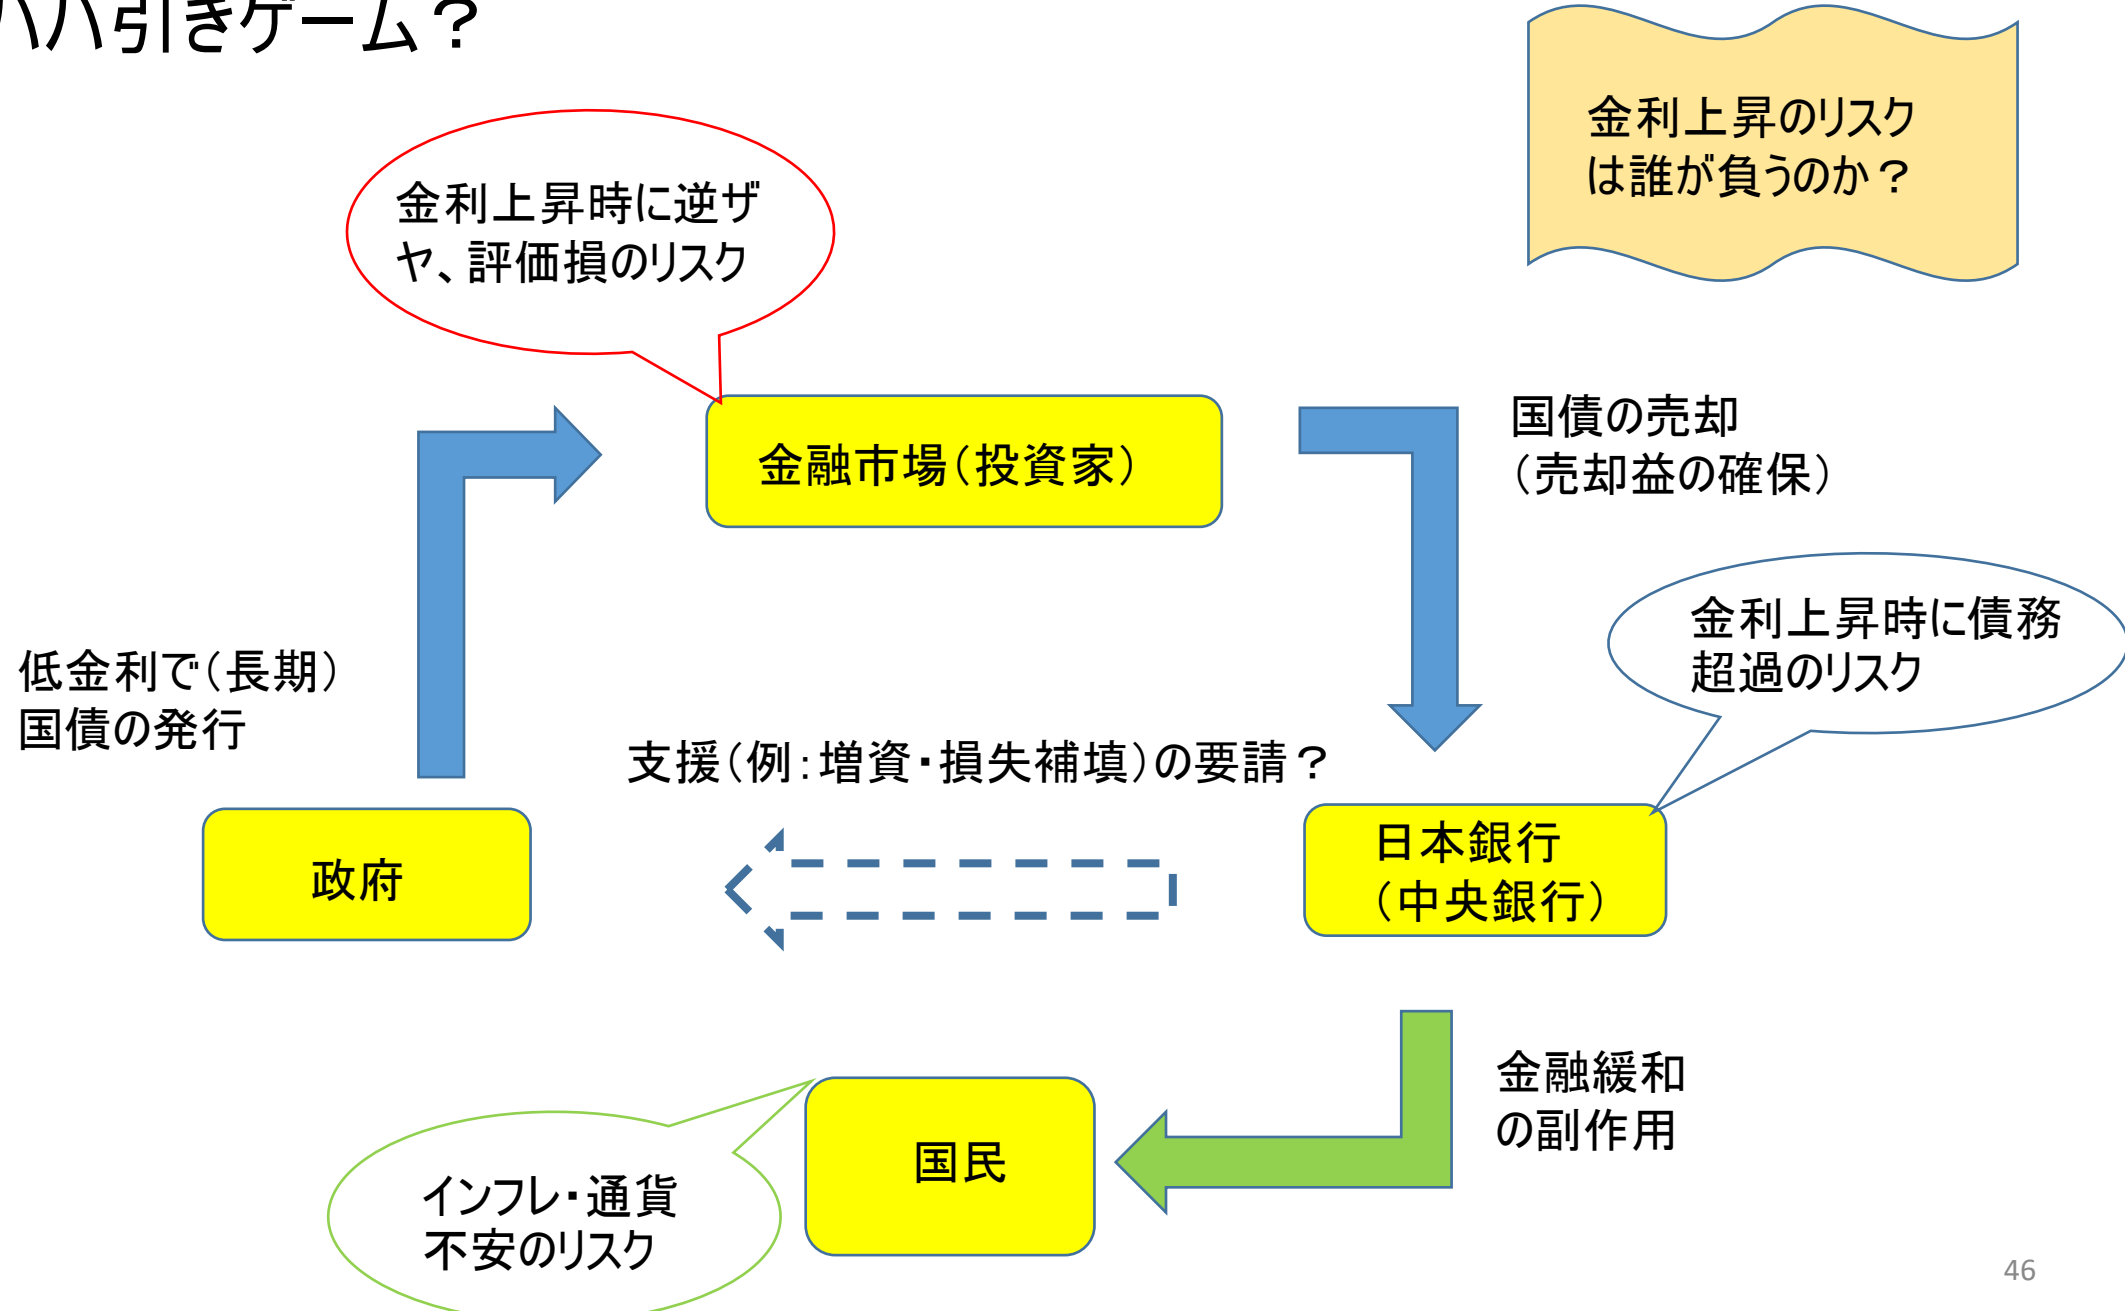 引きゲーム？
金利上昇のリスク
は誰が負うのか？
金利上昇時に逆ザ
ヤ、評価損のリスク
金融市場（投資家）
国債の売却
（売却益の確保）
金利上昇時に債務
超過のリスク
低金利で（長期）
国債の発行
支援（例：増資・損失補填）の要請？
政府
日本銀行
（中央銀行）
金融緩和
の副作用
国民
インフレ・通貨
不安のリスク
46